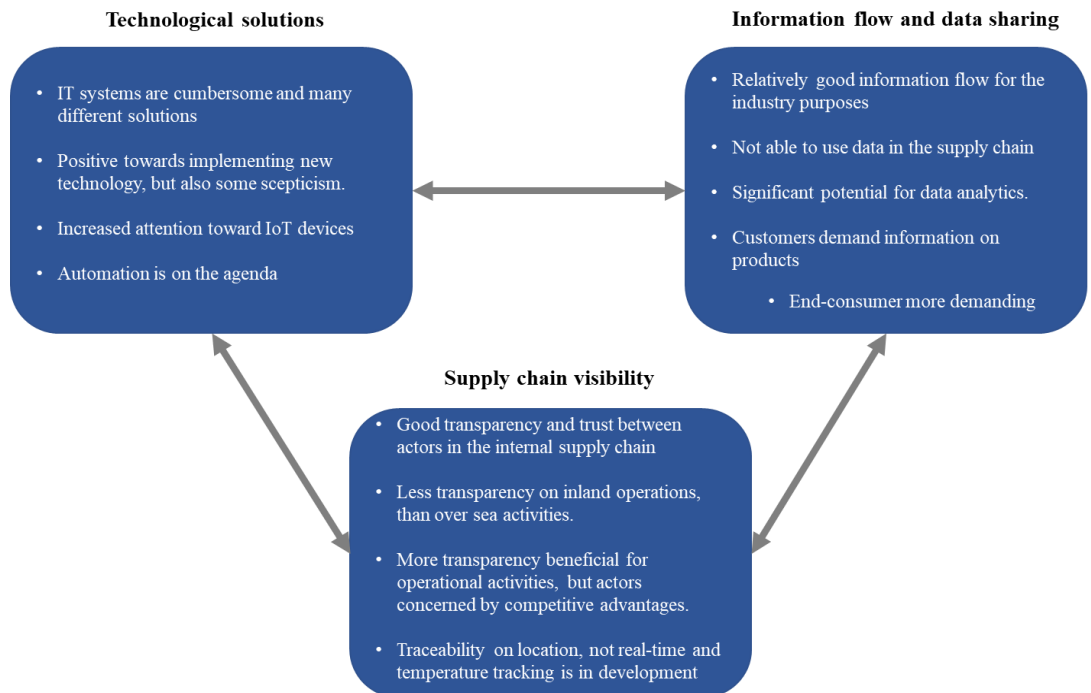 Technological solutions
• IT systems are cumbersome and many
different solutions
• Positive towards implementing new
technology, but also some scepticism.
• Increased attention toward IoT devices
• Automation is on the agenda
Information flow and data sharing
• Relatively good information flow for the
industry purposes
• Not able to use data in the supply chain
• Significant potential for data analytics.
• Customers demand information on
products
• End-consumer more demanding
Supply chain visibility
• Good transparency and trust between
actors in the internal supply chain
• Less transparency on inland operations,
than over sea activities.
• More transparency beneficial for
operational activities, but actors
concerned by competitive advantages.
• Traceability on location, not real-time and
temperature tracking is in development